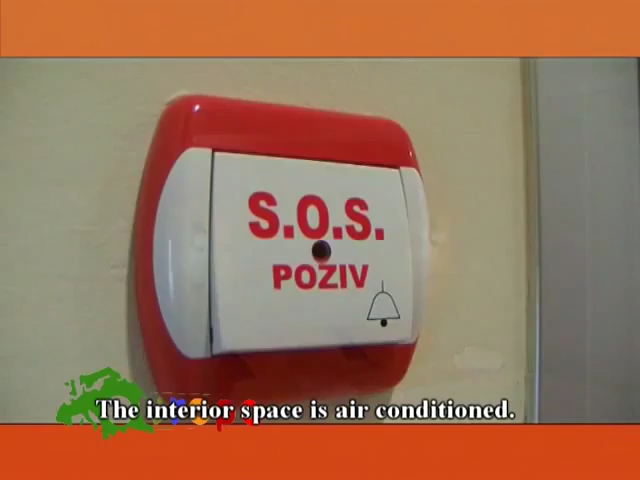 S.O.S.
POZIV
The interior space is air conditioned.